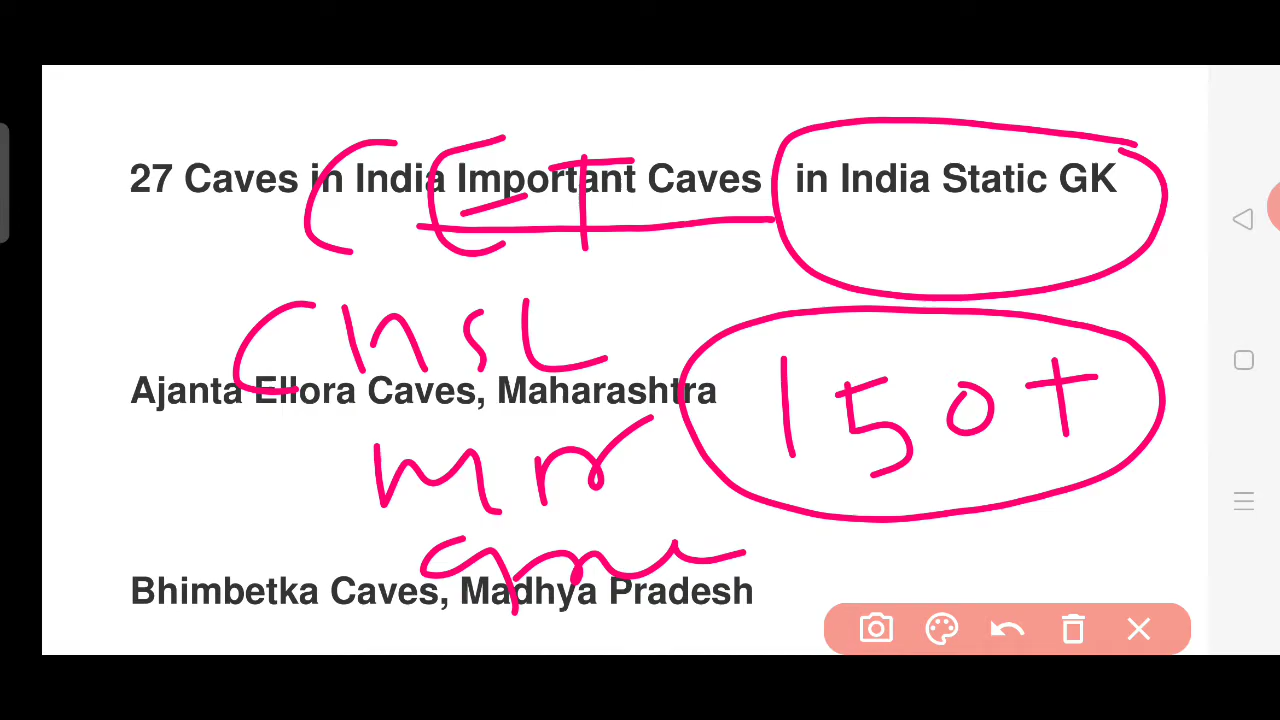 27 Caves in India Important Caves in India Static GK
CET
CHSL
Ajanta Ellora Caves, Maharashtra
150+
Bhimbetka Caves, Madhya Pradesh